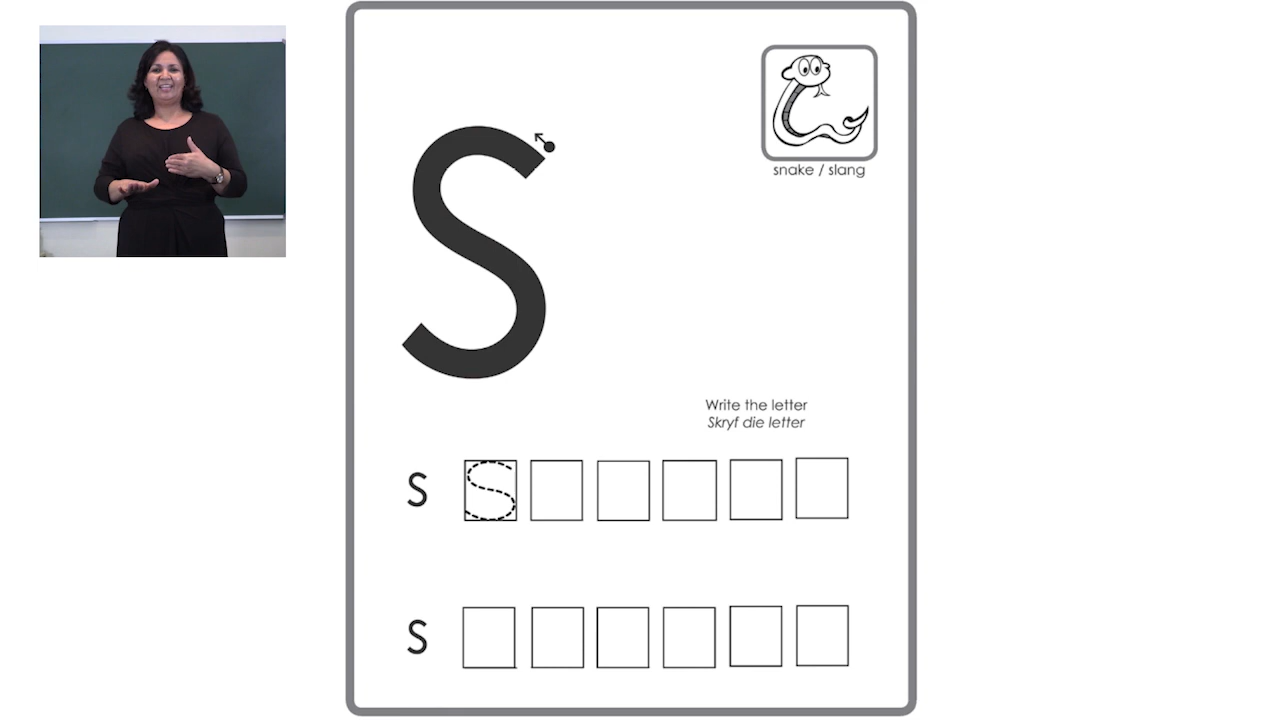 S
snake / slang
Write the letter
Skryf die letter
s s
s